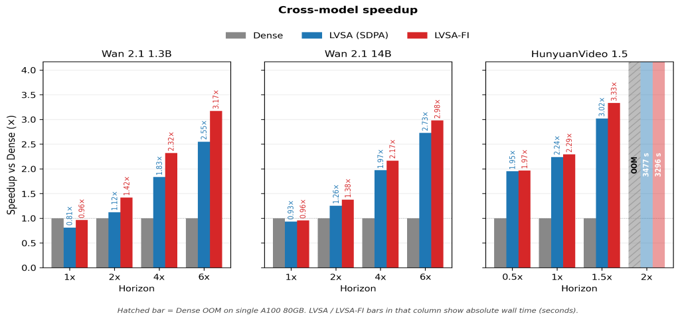 Cross-model speedup
Dense LVSA (SDPA) LVSA-FI
Wan 2.1 1.3B
Speedup vs Dense (×)
4.0
3.5
3.0
2.5
2.0
1.5
1.0
0.5
0.0
0.81× 0.96× 1.12× 1.42× 1.83× 2.32× 2.55× 3.17×
1x 2x 4x 6x
Horizon
Wan 2.1 14B
0.93× 0.96× 1.26× 1.38× 1.97× 2.17× 2.73× 2.98×
1x 2x 4x 6x
Horizon
HunyuanVideo 1.5
1.95× 1.97× 2.24× 2.29× 3.02× 3.33× OOM 3477 s 3296 s
0.5x 1x 1.5x 2x
Horizon
Hatched bar = Dense OOM on single A100 80GB. LVSA / LVSA-FI bars in that column show absolute wall time (seconds).